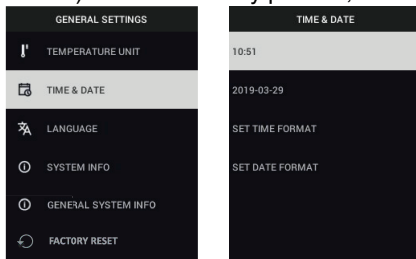 GENERAL SETTINGS
TEMPERATURE UNIT
TIME & DATE
LANGUAGE
SYSTEM INFO
GENERAL SYSTEM INFO
FACTORY RESET
TIME & DATE
10:51
2019-03-29
SET TIME FORMAT
SET DATE FORMAT